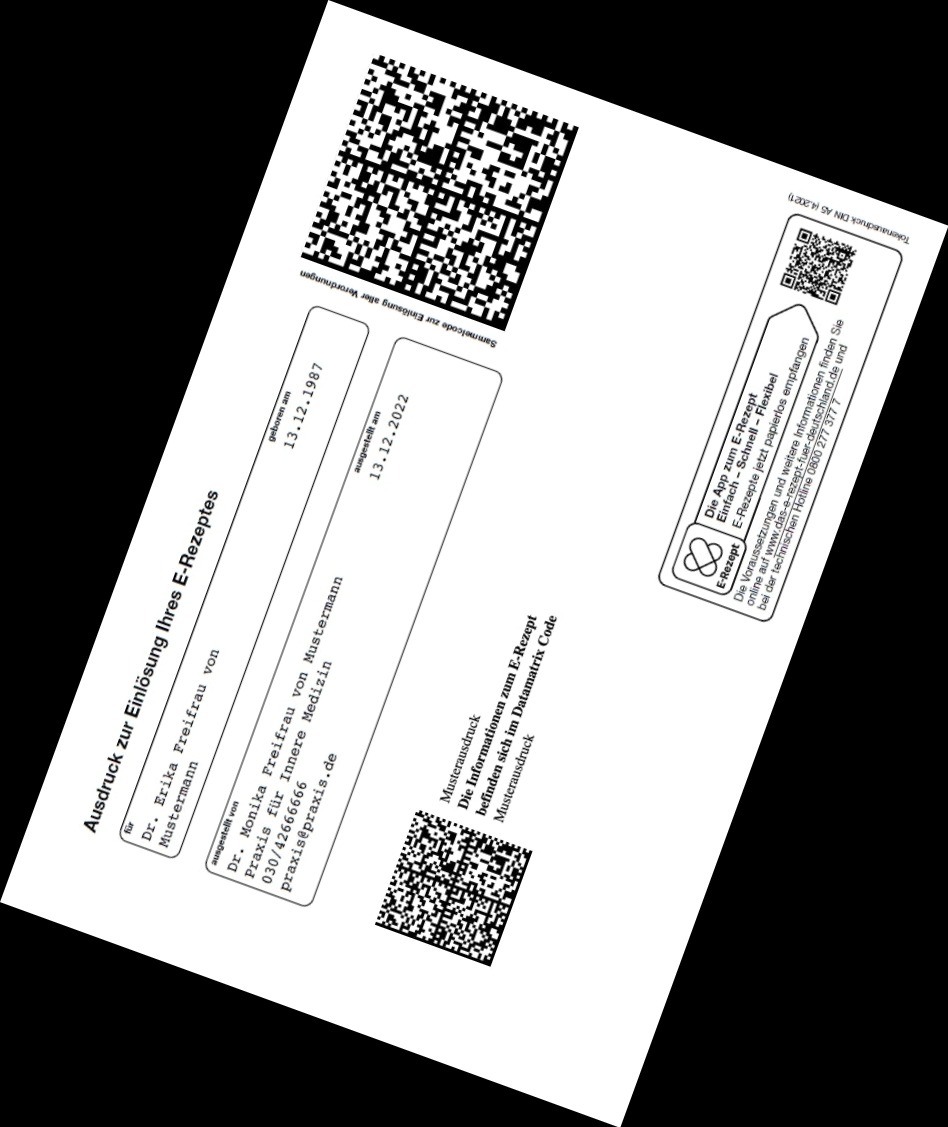 Ausdruck zur Einlösung Ihres E-Rezeptes
für
Dr. Erika Freifrau von
Mustermann
geboren am
13.12.1987
ausgestellt von
Dr. Monika Freifrau von Mustermann
Praxis für Innere Medizin
030/42666666
praxis@praxis.de
ausgestellt am
13.12.2022
Sammelcode zur Einlösung aller Verordnungen
Musterausdruck
Die Informationen zum E-Rezept
befinden sich im Datamatrix Code
Musterausdruck
E-Rezept
Die App zum E-Rezept
Einfach – Schnell – Flexibel
E-Rezepte jetzt papierlos empfangen
Die Voraussetzungen und weitere Informationen finden Sie
online auf www.das-e-rezept-fuer-deutschland.de und
bei der technischen Hotline 0800 277 377 7
Tokenausdruck DIN A5 (4.2021)